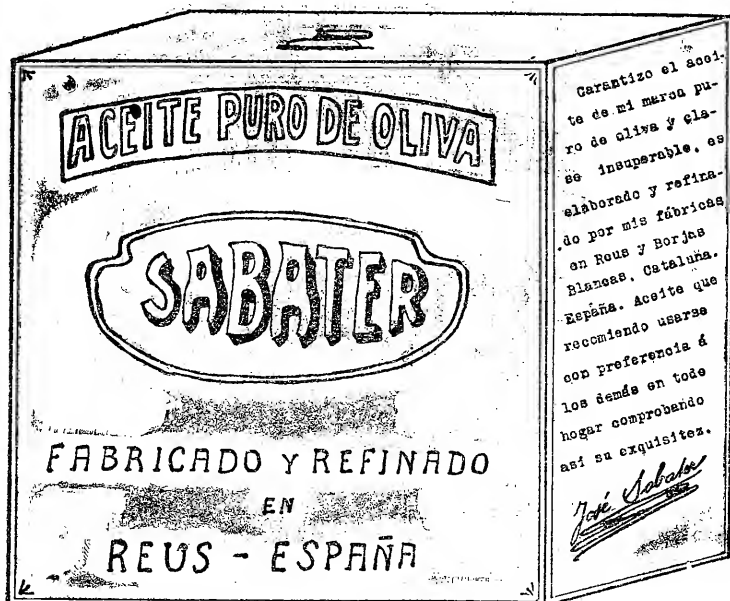 ACEITE PURO DE OLIVA
SABATER
FABRICADO Y REFINADO
EN
REUS - ESPAÑA
Garantizo el acei-
te de mi marca pu-
ro de oliva y cla-
se insuperable, es
elaborado y refina-
do por mis fábricas
en Reus y Borjas
Blancas, Cataluña.
España. Aceite que
recomiendo usarse
con preferencia á
los demás en todo
hogar comprobando
así su exquisitez.
José Sabater